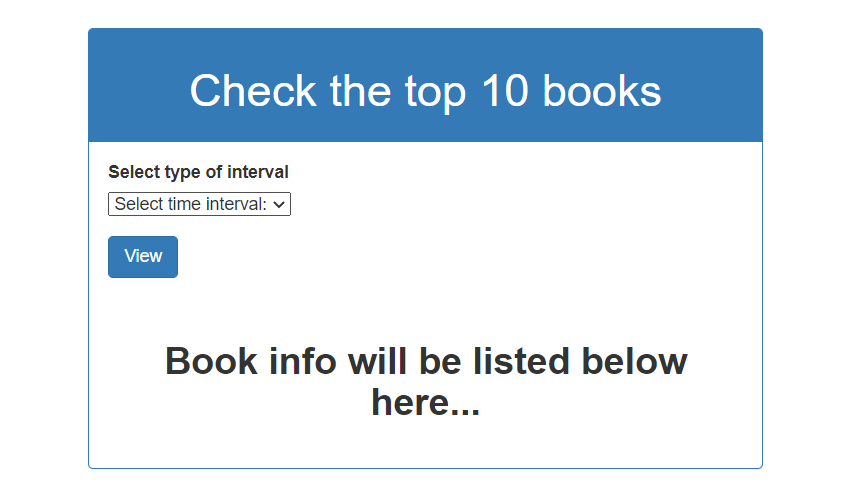 Check the top 10 books
Select type of interval
Select time interval:
View
Book info will be listed below
here...